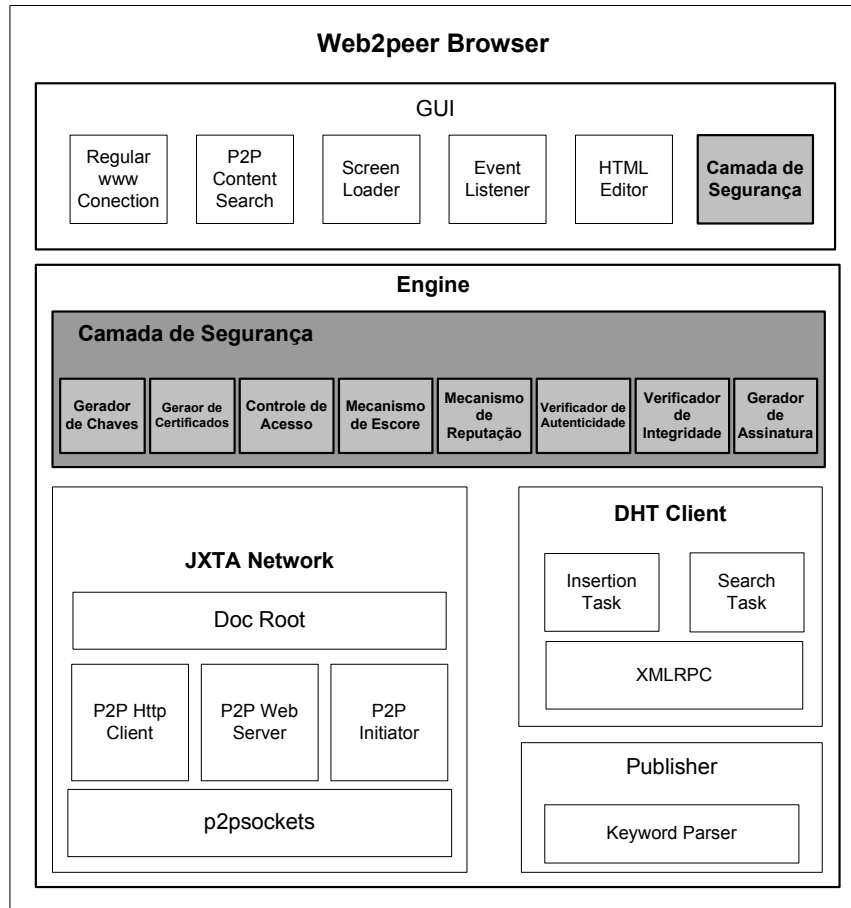 Web2peer Browser
GUI
Regular
www
Conection
P2P
Content
Search
Screen
Loader
Event
Listener
HTML
Editor
Camada de
Segurança
Engine
Camada de Segurança
Gerador
de Chaves
Geraor de
Certificados
Controle de
Acesso
Mecanismo
de Escore
Mecanismo
de
Reputação
Verificador de
Autenticidade
Verificador
de
Integridade
Gerador
de
Assinatura
JXTA Network
Doc Root
P2P Http
Client
P2P Web
Server
P2P
Initiator
p2psockets
DHT Client
Insertion
Task
Search
Task
XMLRPC
Publisher
Keyword Parser